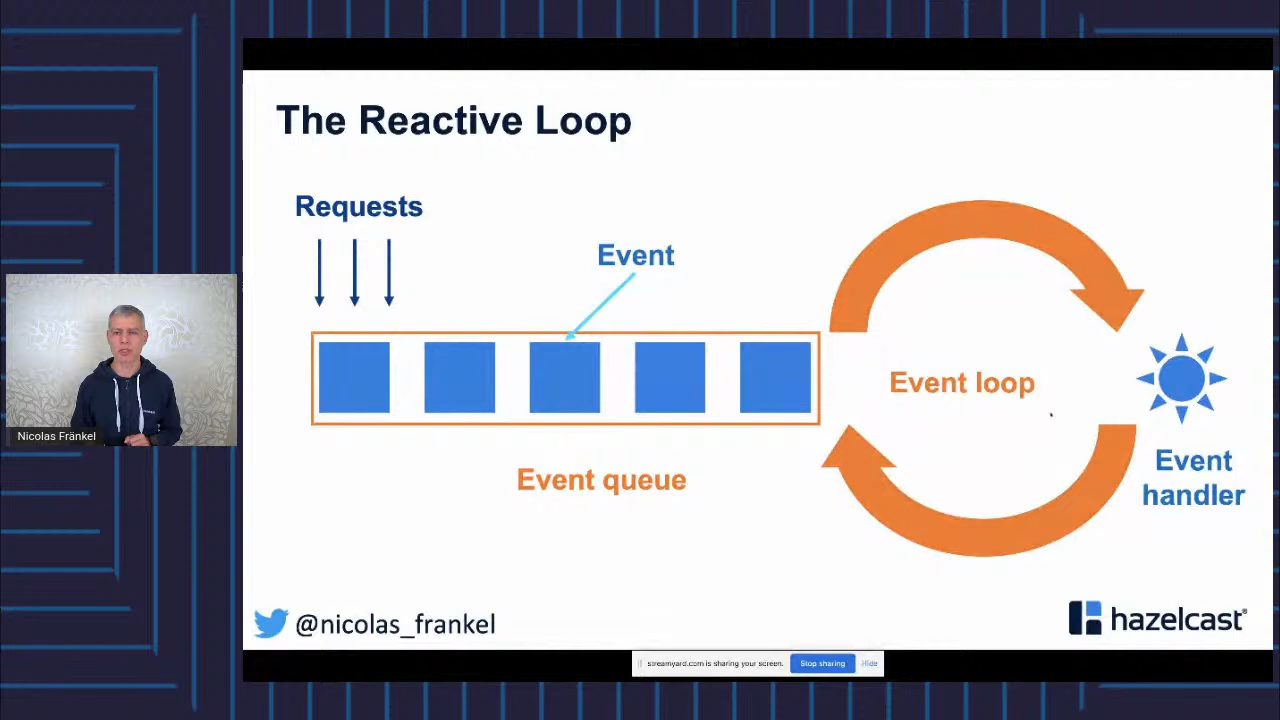 The Reactive Loop
Requests
Event
Event loop
Event
handler
Event queue
Nicolas Fränkel
@nicolas_frankel
hazelcast
streamyard.com is sharing your screen.
Stop sharing
Hide